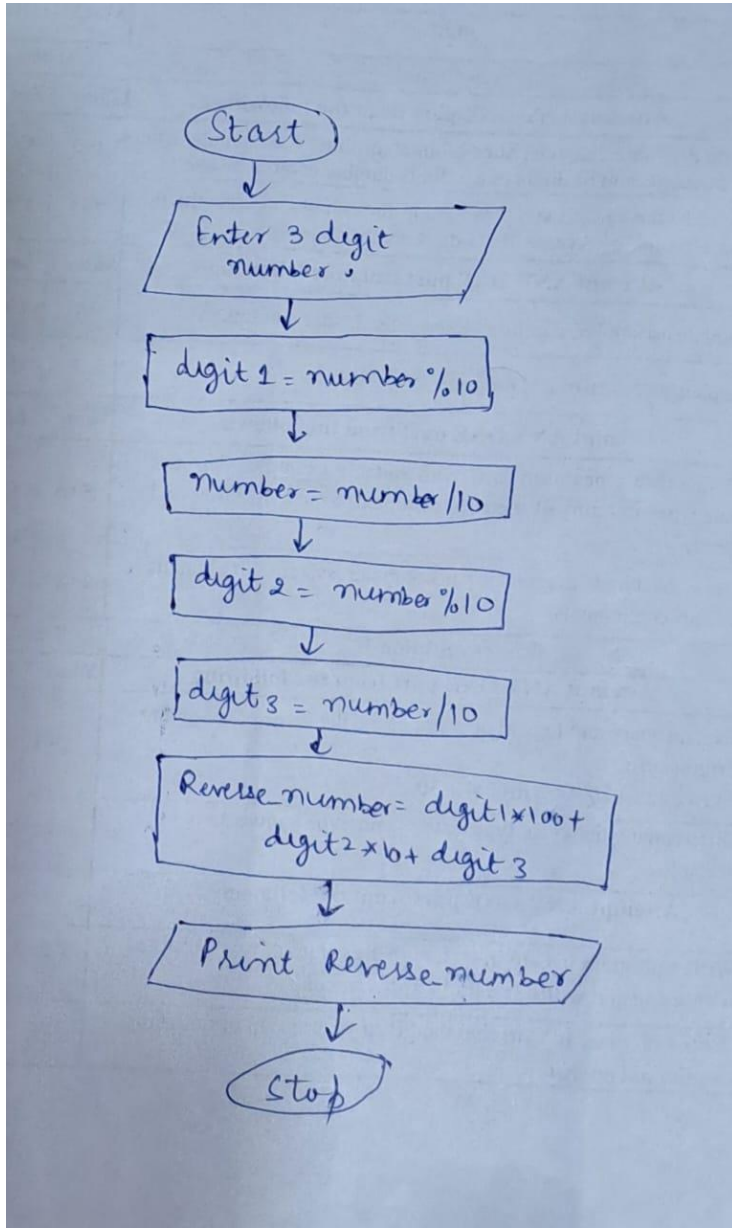 Start
Enter 3 digit
number.
digit 1 = number % 10
number = number/10
digit 2 = number % 10
digit 3 = number/10
Reverse_number = digit1*100+
digit2*10+ digit 3
Print Reverse_number
Stop